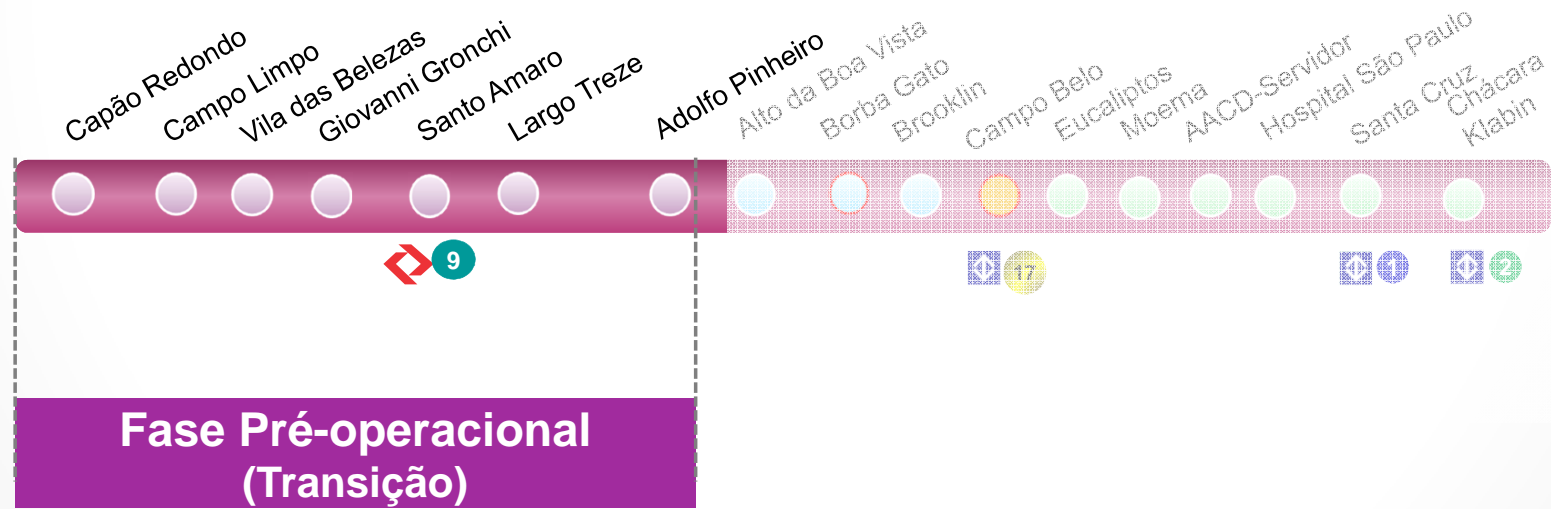 Capão Redondo
Campo Limpo
Vila das Belezas
Giovanni Gronchi
Santo Amaro
Largo Treze
Adolfo Pinheiro
Alto da Boa Vista
Borba Gato
Brooklin
Campo Belo
Eucaliptos
Moema
AACD-Servidor
Hospital São Paulo
Santa Cruz
Chácara
Klabin
9
17
1
2
Fase Pré-operacional
(Transição)